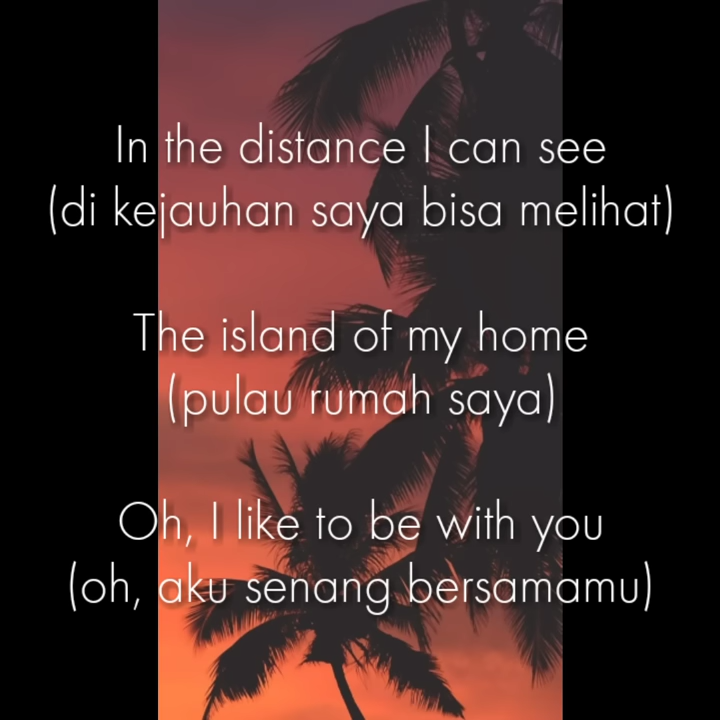 In the distance I can see
(di kejauhan saya bisa melihat)
The island of my home
(pulau rumah saya)
Oh, I like to be with you
(oh, aku senang bersamamu)